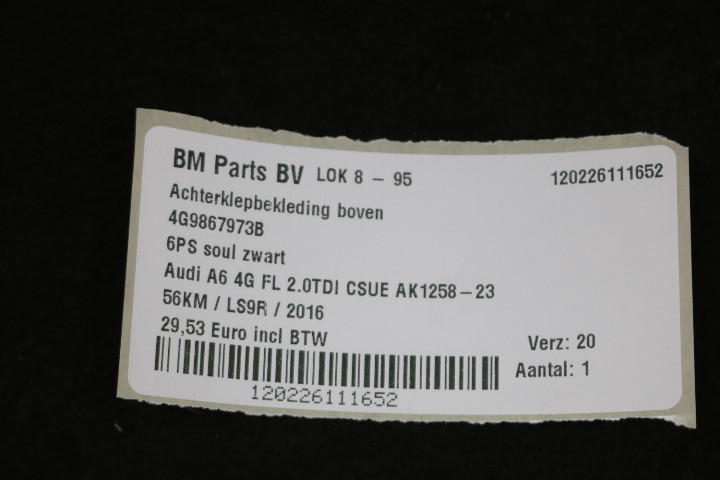 BM Parts BV LOK 8 - 95 120226111652
Achterklepbekleding boven
4G9867973B
6PS soul zwart
Audi A6 4G FL 2.0TDI CSUE AK1258-23
56KM / LS9R / 2016
29,53 Euro incl BTW
Verz: 20
Aantal: 1
120226111652